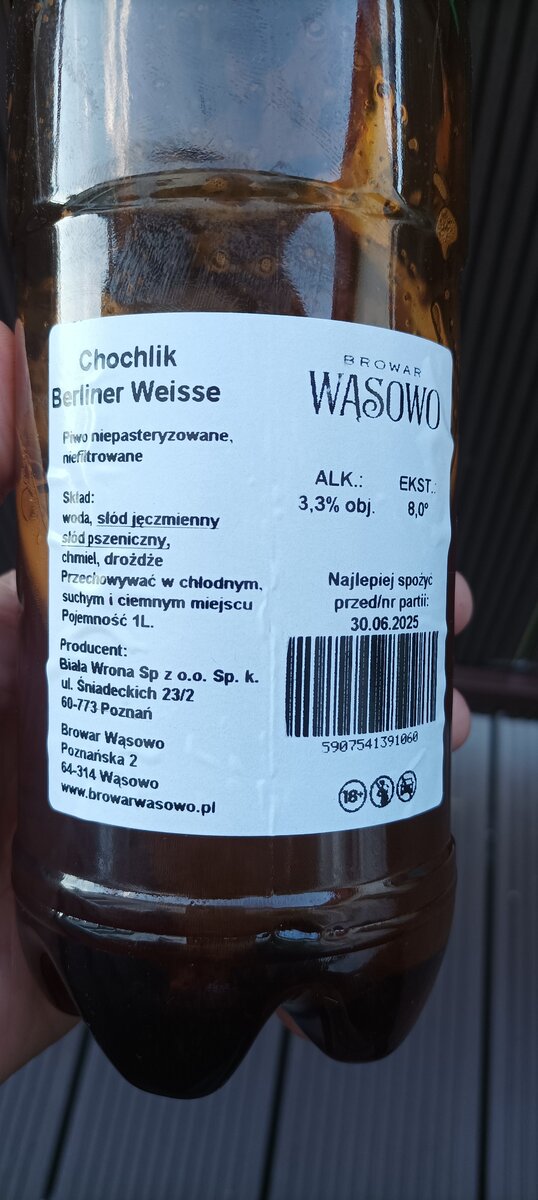 Chochlik
Berliner Weisse
Piwo niepasteryzowane,
niefiltrowane
Skład:
woda, słód jęczmienny
słód pszeniczny,
chmiel, drożdże
Przechowywać w chłodnym,
suchym i ciemnym miejscu
Pojemność 1L.
Producent:
Biała Wrona Sp z o.o. Sp. k.
ul. Śniadeckich 23/2
60-773 Poznań
Browar Wąsowo
Poznańska 2
64-314 Wąsowo
www.browarwasowo.pl
BROWAR
WĄSOWO
ALK.: EKST.:
3,3% obj. 8,0°
Najlepiej spożyć
przed/nr partii:
30.06.2025
5907541391060
18+